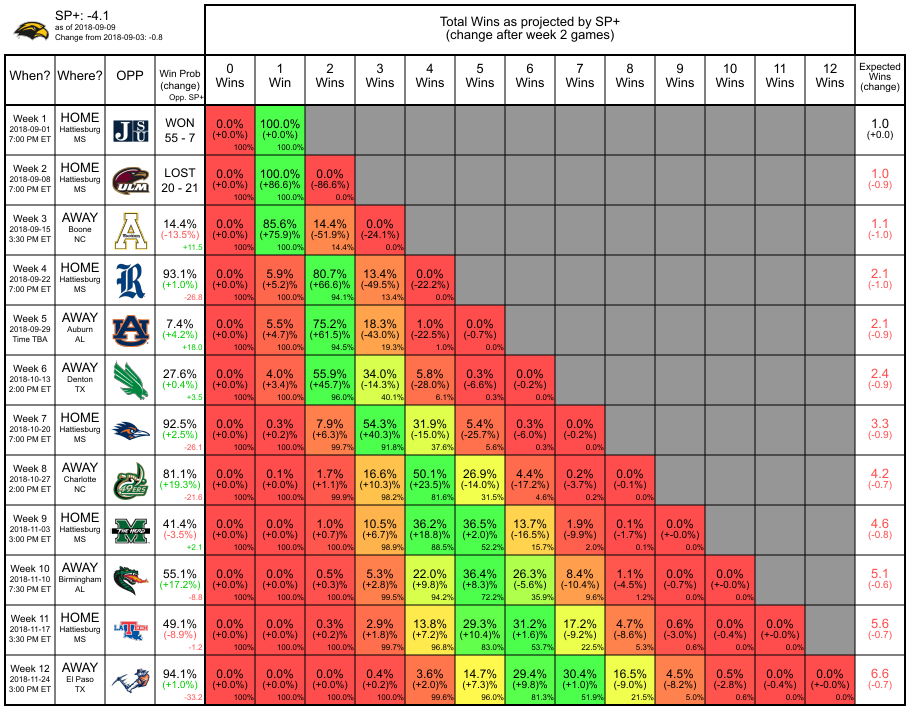 SP+: -4.1
as of 2018-09-09
Change from 2018-09-03: -0.8
Total Wins as projected by SP+
(change after week 2 games)
When? Where? OPP Win Prob (change) Opp. SP+ 0 Wins 1 Win 2 Wins 3 Wins 4 Wins 5 Wins 6 Wins 7 Wins 8 Wins 9 Wins 10 Wins 11 Wins 12 Wins Expected Wins (change)
Week 1 HOME WON 0.0% 100.0% 1.0
2018-09-01 Hattiesburg JSU 55 - 7 (+0.0%) (+0.0%) (+0.0)
7:00 PM ET MS 100% 100.0%
Week 2 HOME LOST 0.0% 100.0% 0.0% 1.0
2018-09-08 Hattiesburg ULM 20 - 21 (+0.0%) (+86.6)% (-86.6%) (-0.9)
7:00 PM ET MS 100% 100.0% 0.0%
Week 3 AWAY 14.4% 0.0% 85.6% 14.4% 0.0% 1.1
2018-09-15 Boone A (-13.5%) (+0.0%) (+75.9)% (-51.9%) (-24.1%) (-1.0)
3:30 PM ET NC +11.5 100% 100.0% 14.4% 0.0%
Week 4 HOME 93.1% 0.0% 5.9% 80.7% 13.4% 0.0% 2.1
2018-09-22 Hattiesburg R (+1.0%) (+0.0%) (+5.2)% (+66.6)% (-49.5%) (-22.2%) (-1.0)
7:00 PM ET MS -26.8 100% 100.0% 94.1% 13.4% 0.0%
Week 5 AWAY 7.4% 0.0% 5.5% 75.2% 18.3% 1.0% 0.0% 2.1
2018-09-29 Auburn AU (+4.2%) (+0.0%) (+4.7)% (+61.5)% (-43.0%) (-22.5%) (-0.7%) (-0.9)
Time TBA AL +18.0 100% 100.0% 94.5% 19.3% 1.0% 0.0%
Week 6 AWAY 27.6% 0.0% 4.0% 55.9% 34.0% 5.8% 0.3% 0.0% 2.4
2018-10-13 Denton (+0.4%) (+0.0%) (+3.4)% (+45.7)% (-14.3%) (-28.0%) (-6.6%) (-0.2%) (-0.9)
2:00 PM ET TX +3.5 100% 100.0% 96.0% 40.1% 6.1% 0.3% 0.0%
Week 7 HOME 92.5% 0.0% 0.3% 7.9% 54.3% 31.9% 5.4% 0.3% 0.0% 3.3
2018-10-20 Hattiesburg (+2.5%) (+0.0%) (+0.2)% (+6.3)% (+40.3)% (-15.0%) (-25.7%) (-6.0%) (-0.2%) (-0.9)
7:00 PM ET MS -26.1 100% 100.0% 99.7% 91.8% 37.6% 5.6% 0.3% 0.0%
Week 8 AWAY 81.1% 0.0% 0.1% 1.7% 16.6% 50.1% 26.9% 4.4% 0.2% 0.0% 4.2
2018-10-27 Charlotte 49ERS (+19.3%) (+0.0%) (+0.0%) (+1.1)% (+10.3)% (+23.5)% (-14.0%) (-17.2%) (-3.7%) (-0.1%) (-0.7)
2:00 PM ET NC -21.6 100% 100.0% 99.9% 98.2% 81.6% 31.5% 4.6% 0.2% 0.0%
Week 9 HOME 41.4% 0.0% 0.0% 1.0% 10.5% 36.2% 36.5% 13.7% 1.9% 0.1% 0.0% 4.6
2018-11-03 Hattiesburg M THE HERD (-3.5%) (+0.0%) (+0.0%) (+0.7)% (+6.7)% (+18.8)% (+2.0)% (-16.5%) (-9.9%) (-1.7%) (+-0.0%) (-0.8)
3:00 PM ET MS +2.1 100% 100.0% 100.0% 98.9% 88.5% 52.2% 15.7% 2.0% 0.1% 0.0%
Week 10 AWAY 55.1% 0.0% 0.0% 0.5% 5.3% 22.0% 36.4% 26.3% 8.4% 1.1% 0.0% 0.0% 5.1
2018-11-10 Birmingham (+17.2%) (+0.0%) (+0.0%) (+0.3)% (+2.8)% (+9.8)% (+8.3)% (-5.6%) (-10.4%) (-4.5%) (-0.7%) (+-0.0%) (-0.6)
7:30 PM ET AL -8.8 100% 100.0% 100.0% 99.5% 94.2% 72.2% 35.9% 9.6% 1.2% 0.0% 0.0%
Week 11 HOME 49.1% 0.0% 0.0% 0.3% 2.9% 13.8% 29.3% 31.2% 17.2% 4.7% 0.6% 0.0% 0.0% 5.6
2018-11-17 Hattiesburg LA TECH (-8.9%) (+0.0%) (+0.0%) (+0.2)% (+1.8)% (+7.2)% (+10.4)% (+1.6)% (-9.2%) (-8.6%) (-3.0%) (-0.4%) (+-0.0%) (-0.7)
3:30 PM ET MS -1.2 100% 100.0% 100.0% 99.7% 96.8% 83.0% 53.7% 22.5% 5.3% 0.6% 0.0% 0.0%
Week 12 AWAY 94.1% 0.0% 0.0% 0.0% 0.4% 3.6% 14.7% 29.4% 30.4% 16.5% 4.5% 0.5% 0.0% 0.0% 6.6
2018-11-24 El Paso (+1.0%) (+0.0%) (+0.0%) (+0.0%) (+0.2)% (+2.0)% (+7.3)% (+9.8)% (+1.0)% (-9.0%) (-8.2%) (-2.8%) (-0.4%) (+-0.0%) (-0.7)
3:00 PM ET TX -33.2 100% 100.0% 100.0% 100.0% 99.6% 96.0% 81.3% 51.9% 21.5% 5.0% 0.6% 0.0% 0.0%